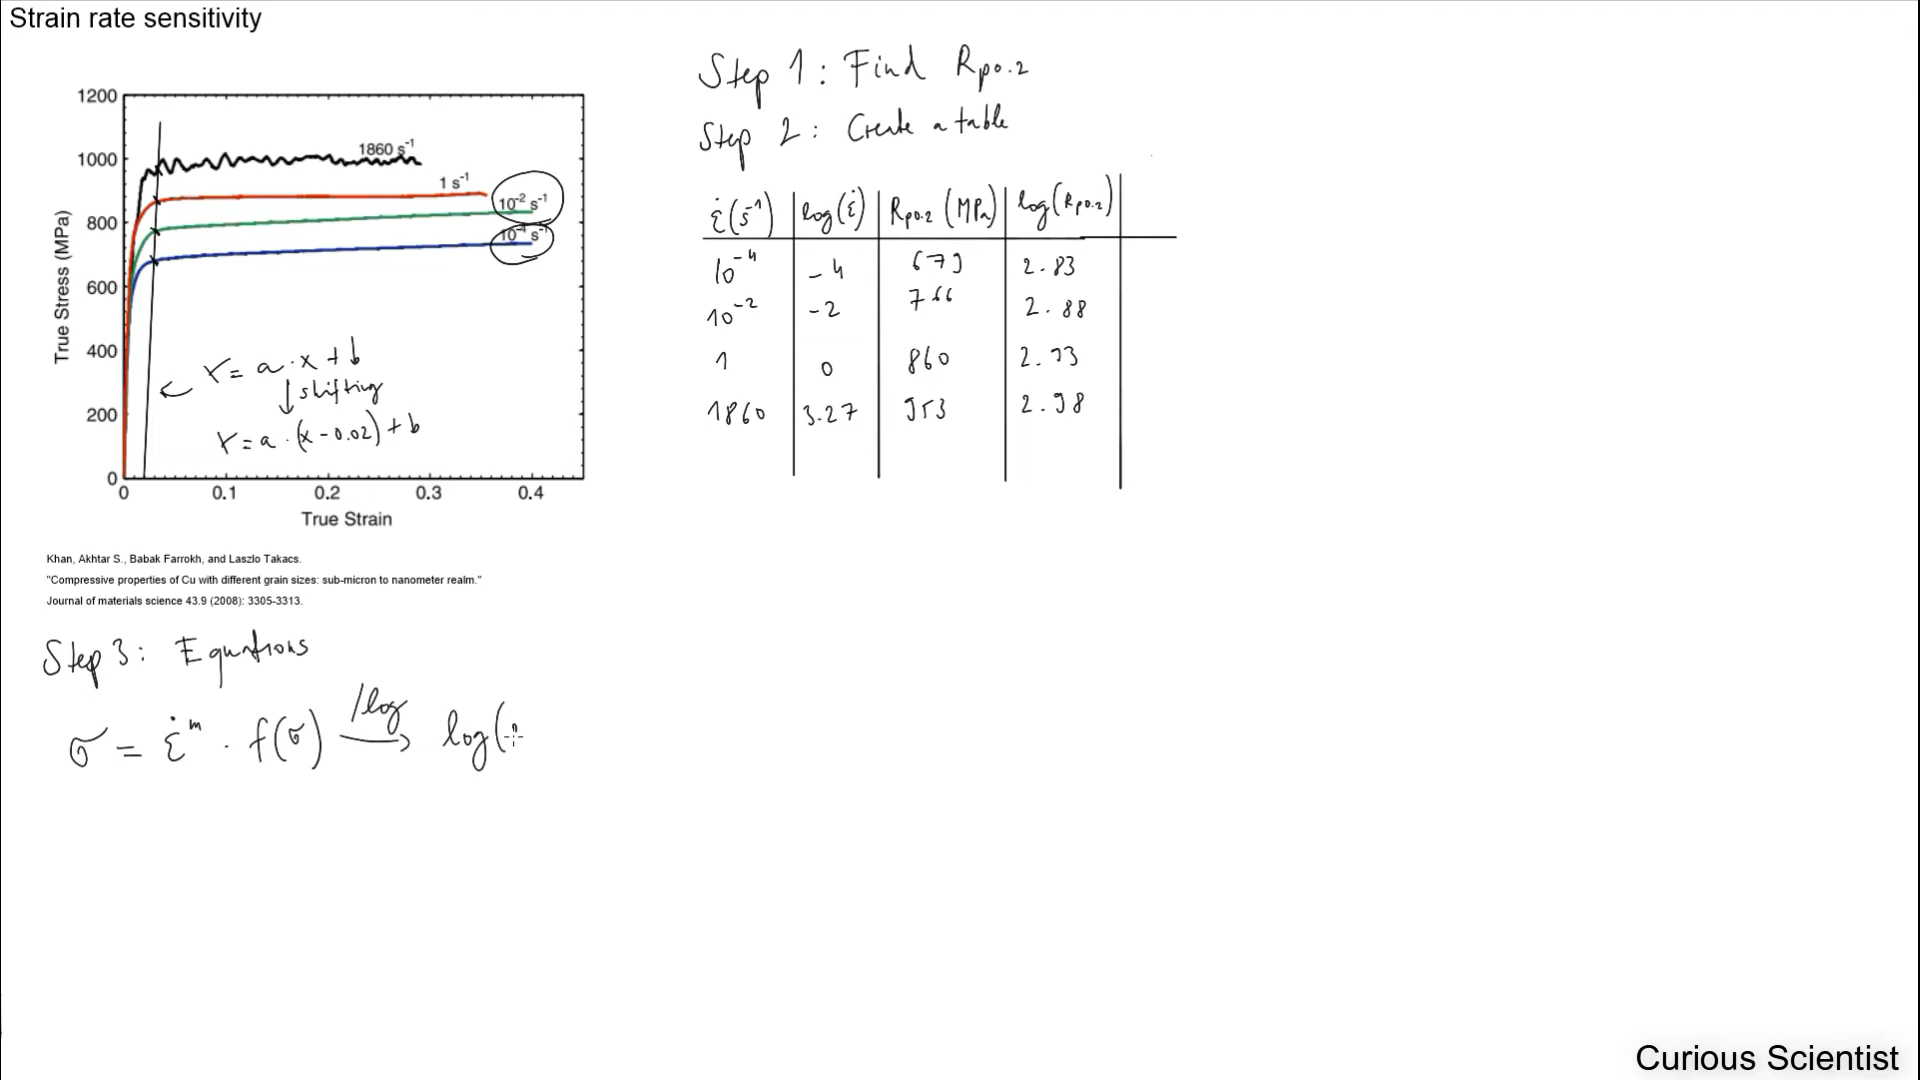 Strain rate sensitivity
Step 1: Find Rp0.2
Step 2: Create a table
1200
1000
800
600
400
200
0
0 0.1 0.2 0.3 0.4
True Stress (MPa)
True Strain
1860 s⁻¹
1 s⁻¹
10⁻² s⁻¹
10⁻⁴ s⁻¹
← Y = a · x + b
↓ shifting
Y = a · (x - 0.02) + b
ε̇ (s⁻¹) | log(ε̇) | Rp0.2 (MPa) | log(Rp0.2)
10⁻⁴ | -4 | 679 | 2.83
10⁻² | -2 | 766 | 2.88
1 | 0 | 860 | 2.93
1860 | 3.27 | 953 | 2.98
Khan, Akhtar S., Babak Farrokh, and Laszlo Takacs.
"Compressive properties of Cu with different grain sizes: sub-micron to nanometer realm."
Journal of materials science 43.9 (2008): 3305-3313.
Step 3: Equations
σ = ε̇ᵐ · f(σ) /log → log(
Curious Scientist